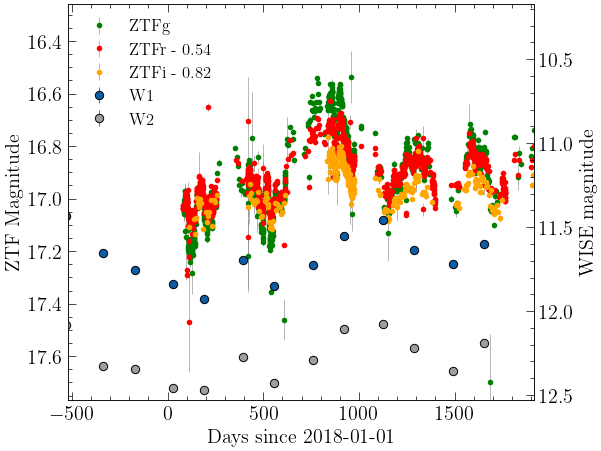 ZTFg
ZTFr - 0.54
ZTFi - 0.82
W1
W2
16.4
16.6
16.8
17.0
17.2
17.4
17.6
ZTF Magnitude
10.5
11.0
11.5
12.0
12.5
WISE magnitude
−500
0
500
1000
1500
Days since 2018-01-01